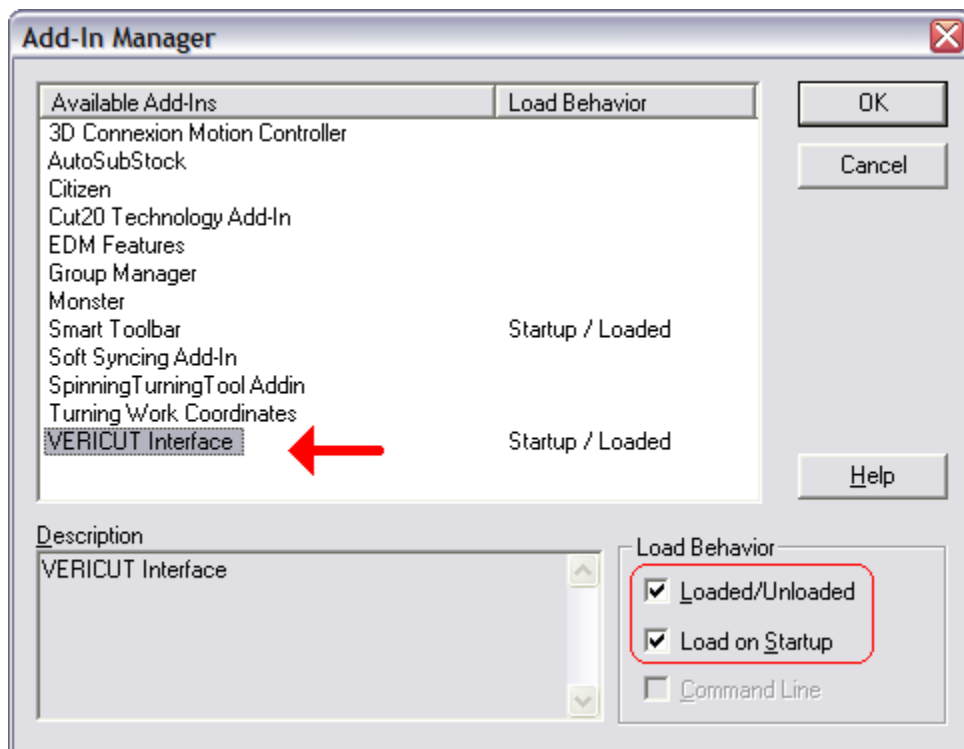 Add-In Manager
Available Add-Ins Load Behavior
3D Connexion Motion Controller
AutoSubStock
Citizen
Cut20 Technology Add-In
EDM Features
Group Manager
Monster
Smart Toolbar Startup / Loaded
Soft Syncing Add-In
SpinningTurningTool Addin
Turning Work Coordinates
VERICUT Interface Startup / Loaded
OK
Cancel
Help
Description
VERICUT Interface
Load Behavior
Loaded/Unloaded
Load on Startup
Command Line